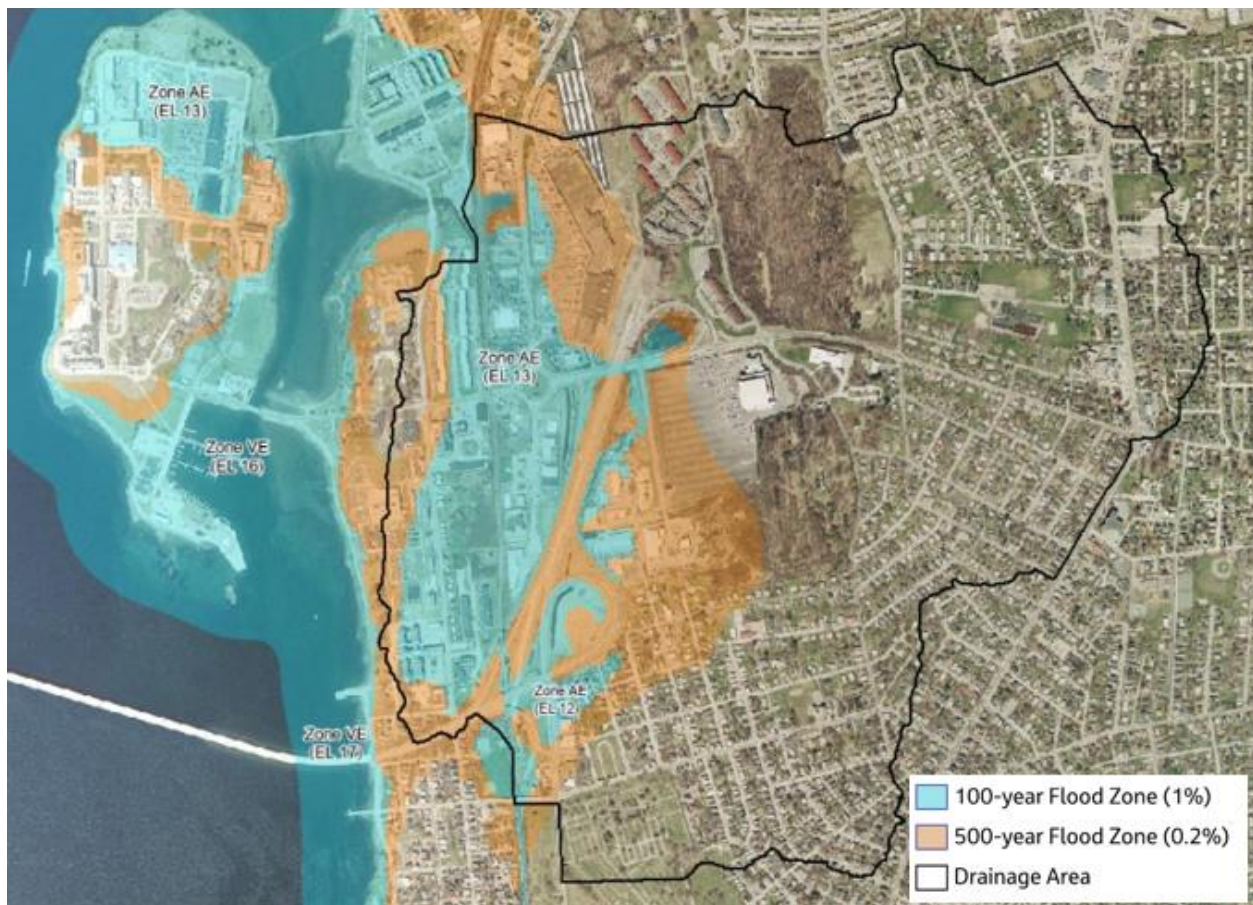 Zone AE
(EL 13)
Zone AE
(EL 13)
Zone VE
(EL 16)
Zone AE
(EL 12
Zone VE
(EL 17)
100-year Flood Zone (1%)
500-year Flood Zone (0.2%)
Drainage Area